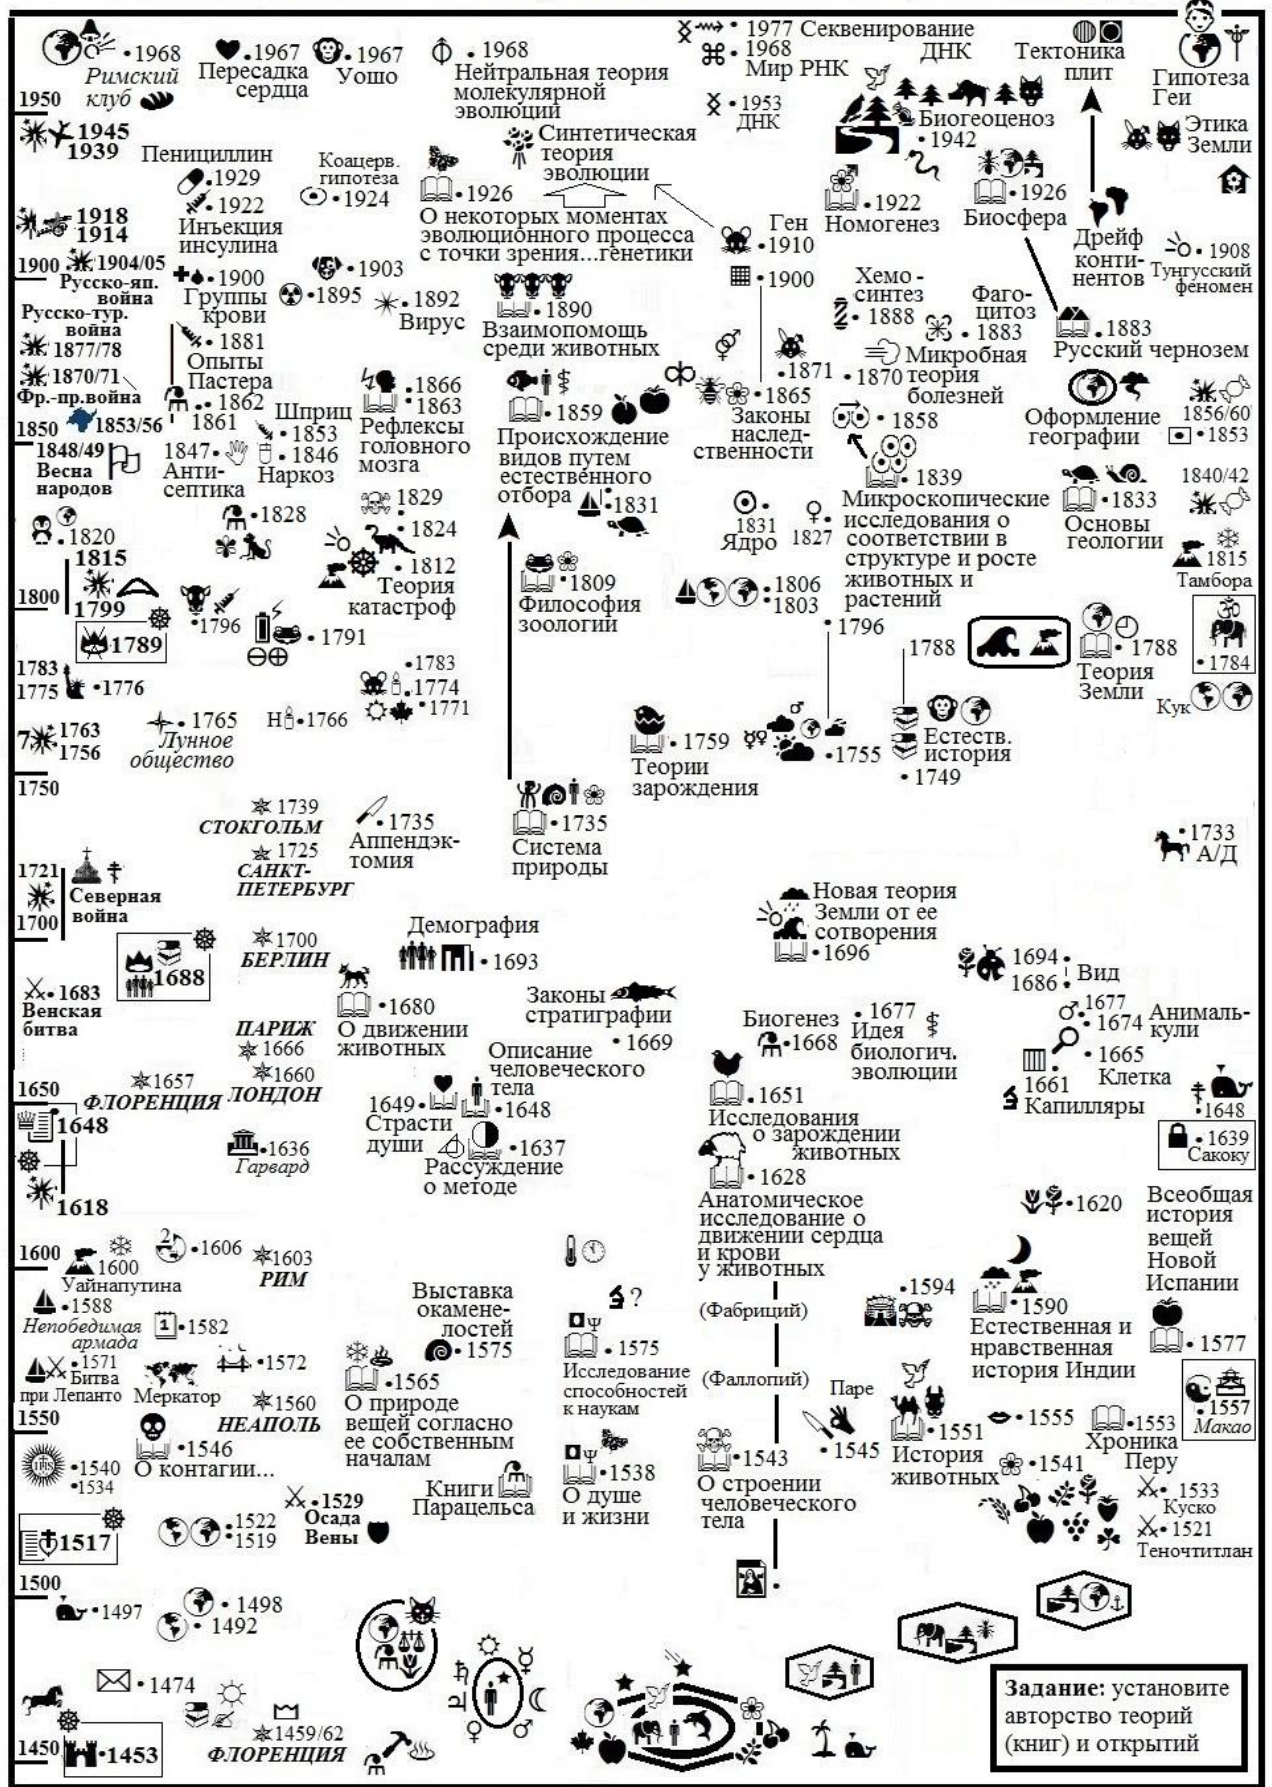 • 1968
Римский
клуб
•1967
Пересадка
сердца
•1967
Уошо
• 1968
Нейтральная теория
молекулярной
эволюции
• 1977 Секвенирование
ДНК
• 1968
Мир РНК
• 1953
ДНК
Тектоника
плит
Гипотеза
Геи
1950
1945
1939
Пенициллин
•1929
•1922
Инъекция
инсулина
Коацерв.
гипотеза
• 1924
• 1926
О некоторых моментах
эволюционного процесса
с точки зрения...генетики
Синтетическая
теория
эволюции
Биогеоценоз
• 1942
Этика
Земли
• 1922
Номогенез
• 1926
Биосфера
Дрейф
конти-
нентов
• 1908
Тунгусский
феномен
1918
1914
Ген
•1910
1900
1904/05
Русско-яп.
война
• 1900
Группы
крови
• 1903
•1895
• 1892
Вирус
• 1890
Взаимопомощь
среди животных
• 1900
Хемо-
синтез
• 1888
Фаго-
цитоз
• 1883
• 1883
Русский чернозем
Русско-тур.
война
1877/78
1870/71
Фр.-пр.война
1853/56
• 1881
Опыты
Пастера
• 1862
1861
• 1866
• 1863
Рефлексы
головного
мозга
• 1859
Происхождение
видов путем
естественного
отбора
•1831
•1871
• 1865
Законы
наслед-
ственности
•1870 Микробная
теория
болезней
• 1858
Оформление
географии
1856/60
•1853
1850
1848/49
Весна
народов
1847•
Анти-
септика
Шприц
• 1853
• 1846
Наркоз
• 1839
Микроскопические
исследования о
соответствии в
структуре и росте
животных и
растений
• 1833
Основы
геологии
1840/42
• 1820
•1828
1829
• 1824
• 1812
Теория
катастроф
1831
Ядро
1827
1815
Тамбора
1815
1799
1800
•1796
• 1791
•1809
Философия
зоологии
• 1806
• 1803
• 1796
1789
1788
• 1788
Теория
Земли
• 1784
Кук
1783
1775
•1776
•1783
•1774
•1771
7
1763
1756
• 1765
Лунное
общество
H •1766
• 1759
Теории
зарождения
•1755
Естеств.
история
• 1749
1750
• 1735
Система
природы
1739
СТОКГОЛЬМ
1725
САНКТ-
ПЕТЕРБУРГ
•1735
Аппендэк-
томия
•1733
А/Д
1721
Северная
война
1700
1700
БЕРЛИН
1688
Демография
• 1693
Новая теория
Земли от ее
сотворения
• 1696
1694 •
1686
Вид
• 1683
Венская
битва
•1680
О движении
животных
Законы
стратиграфии
• 1669
Биогенез
•1668
• 1677
Идея
биологич.
эволюции
•1677
• 1674
Анималь-
кули
• 1665
Клетка
1661
Капилляры
ПАРИЖ
1666
1657
ФЛОРЕНЦИЯ
1660
ЛОНДОН
Описание
человеческого
тела
•1648
1649•
Страсти
души
•1637
Рассуждение
о методе
•1651
Исследования
о зарождении
животных
1650
1648
•1636
Гарвард
•1648
• 1639
Сакоку
1618
• 1628
Анатомическое
исследование о
движении сердца
и крови
у животных
•1620
Всеобщая
история
вещей
Новой
Испании
• 1577
1600
1600
Уайнапутина
2
•1606
1603
РИМ
• 1588
Непобедимая
армада
1
•1582
Выставка
окамене-
лостей
• 1575
?
• 1575
Исследование
способностей
к наукам
(Фабриций)
•1594
•1590
Естественная и
нравственная
история Индии
•1571
Битва
при Лепанто
Меркатор
•1572
•1565
О природе
вещей согласно
ее собственным
началам
(Фаллопий)
Паре
• 1545
•1551
История
животных
• 1555
•1553
Хроника
Перу
• 1557
Макао
1560
НЕАПОЛЬ
1550
IHS
•1540
•1534
• 1546
О контагии...
Книги
Парацельса
•1538
О душе
и жизни
•1543
О строении
человеческого
тела
•1541
•1533
Куско
•1521
Теночтитлан
1517
•1522
•1519
•1529
Осада
Вены
1500
•1497
• 1498
• 1492
• 1474
1459/62
ФЛОРЕНЦИЯ
1450
•1453
Задание: установите
авторство теорий
(книг) и открытий